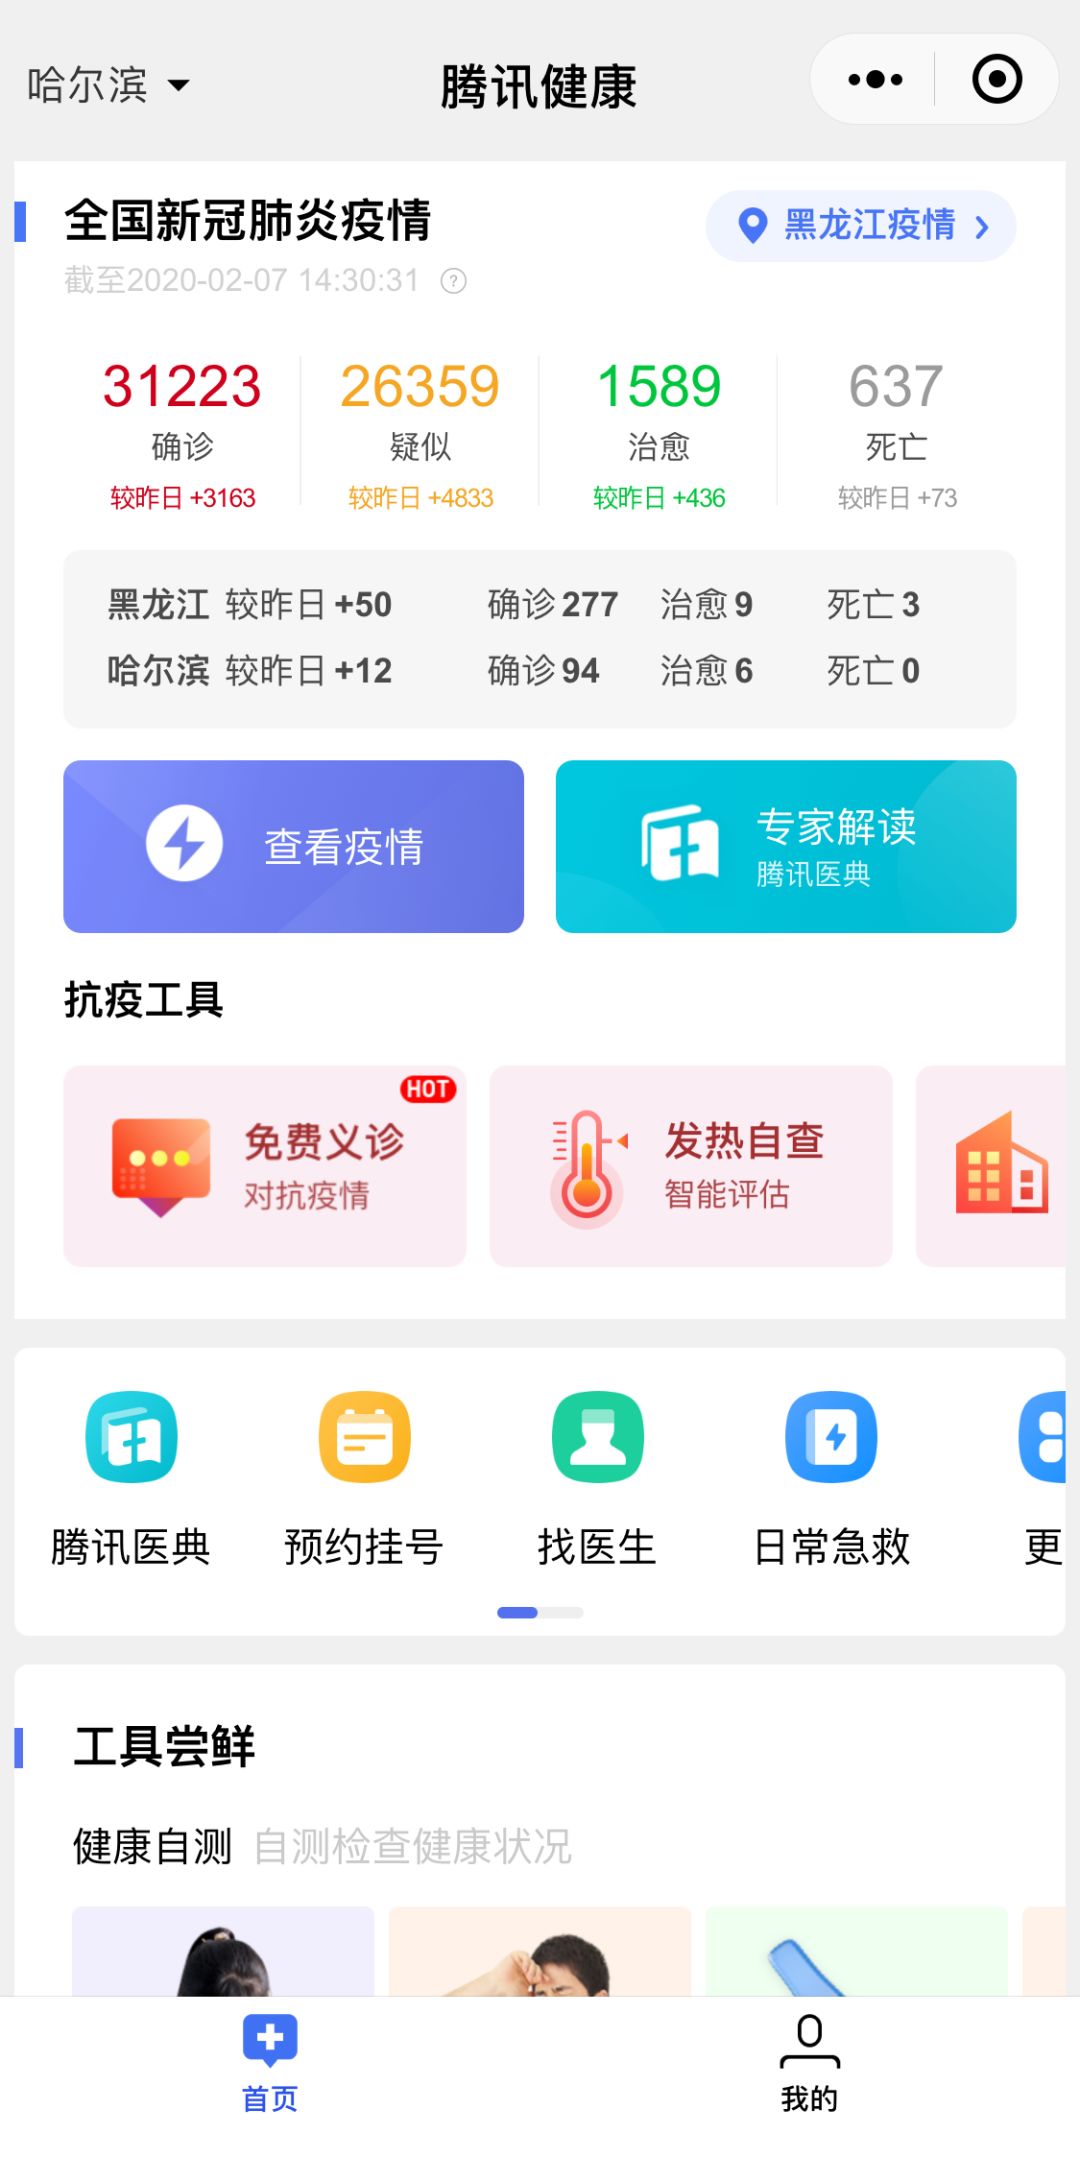 哈尔滨
腾讯健康
全国新冠肺炎疫情
黑龙江疫情
截至2020-02-07 14:30:31 ?
31223 26359 1589 637
确诊 疑似 治愈 死亡
较昨日 +3163 较昨日 +4833 较昨日 +436 较昨日 +73
黑龙江 较昨日 +50 确诊 277 治愈 9 死亡 3
哈尔滨 较昨日 +12 确诊 94 治愈 6 死亡 0
查看疫情
专家解读
腾讯医典
抗疫工具
HOT
免费义诊
对抗疫情
发热自查
智能评估
腾讯医典 预约挂号 找医生 日常急救 更
工具尝鲜
健康自测 自测检查健康状况
首页 我的